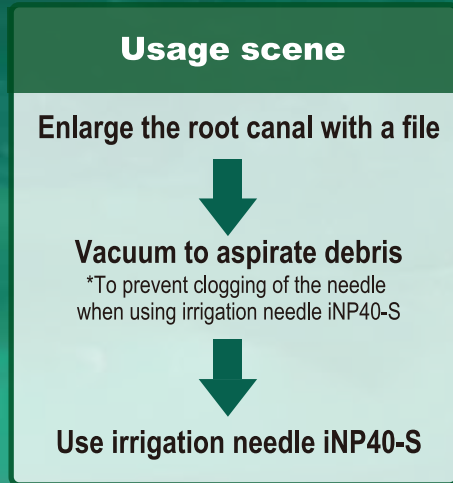 Usage scene
Enlarge the root canal with a file
Vacuum to aspirate debris
*To prevent clogging of the needle
when using irrigation needle iNP40-S
Use irrigation needle iNP40-S